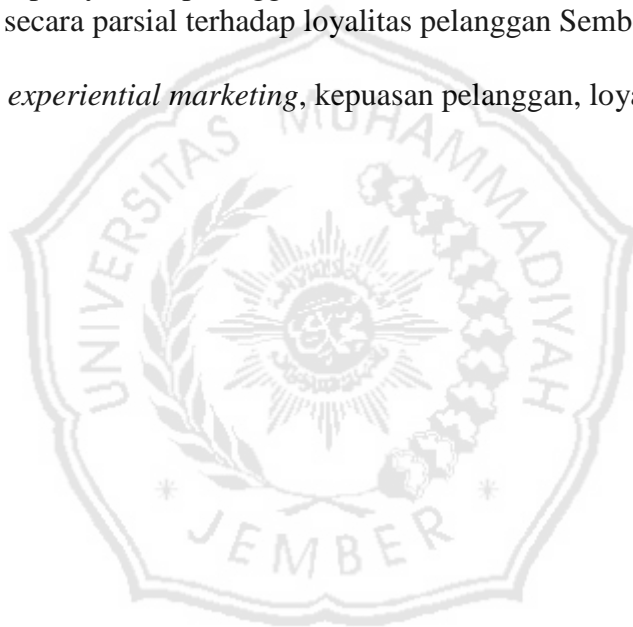 secara parsial terhadap loyalitas pelanggan Semb
experiential marketing, kepuasan pelanggan, loya
UNIVERSITAS MUHAMMADIYAH
* JEMBER *